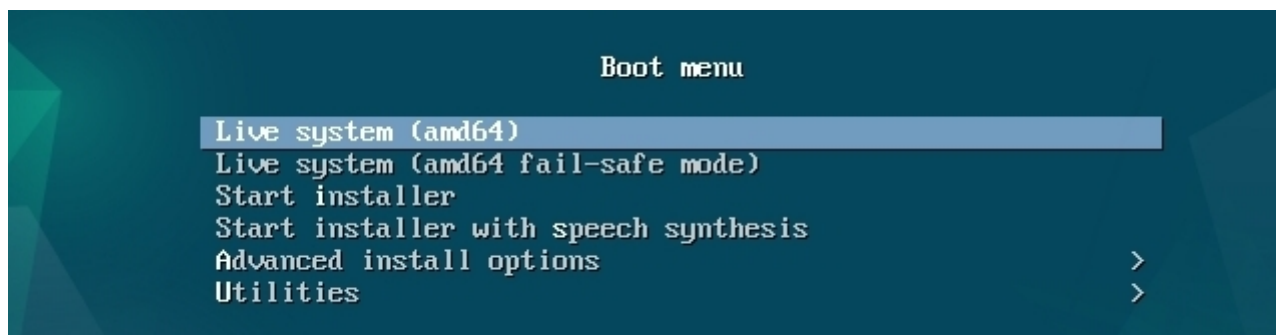 Boot menu
Live system (amd64)
Live system (amd64 fail-safe mode)
Start installer
Start installer with speech synthesis
Advanced install options >
Utilities >